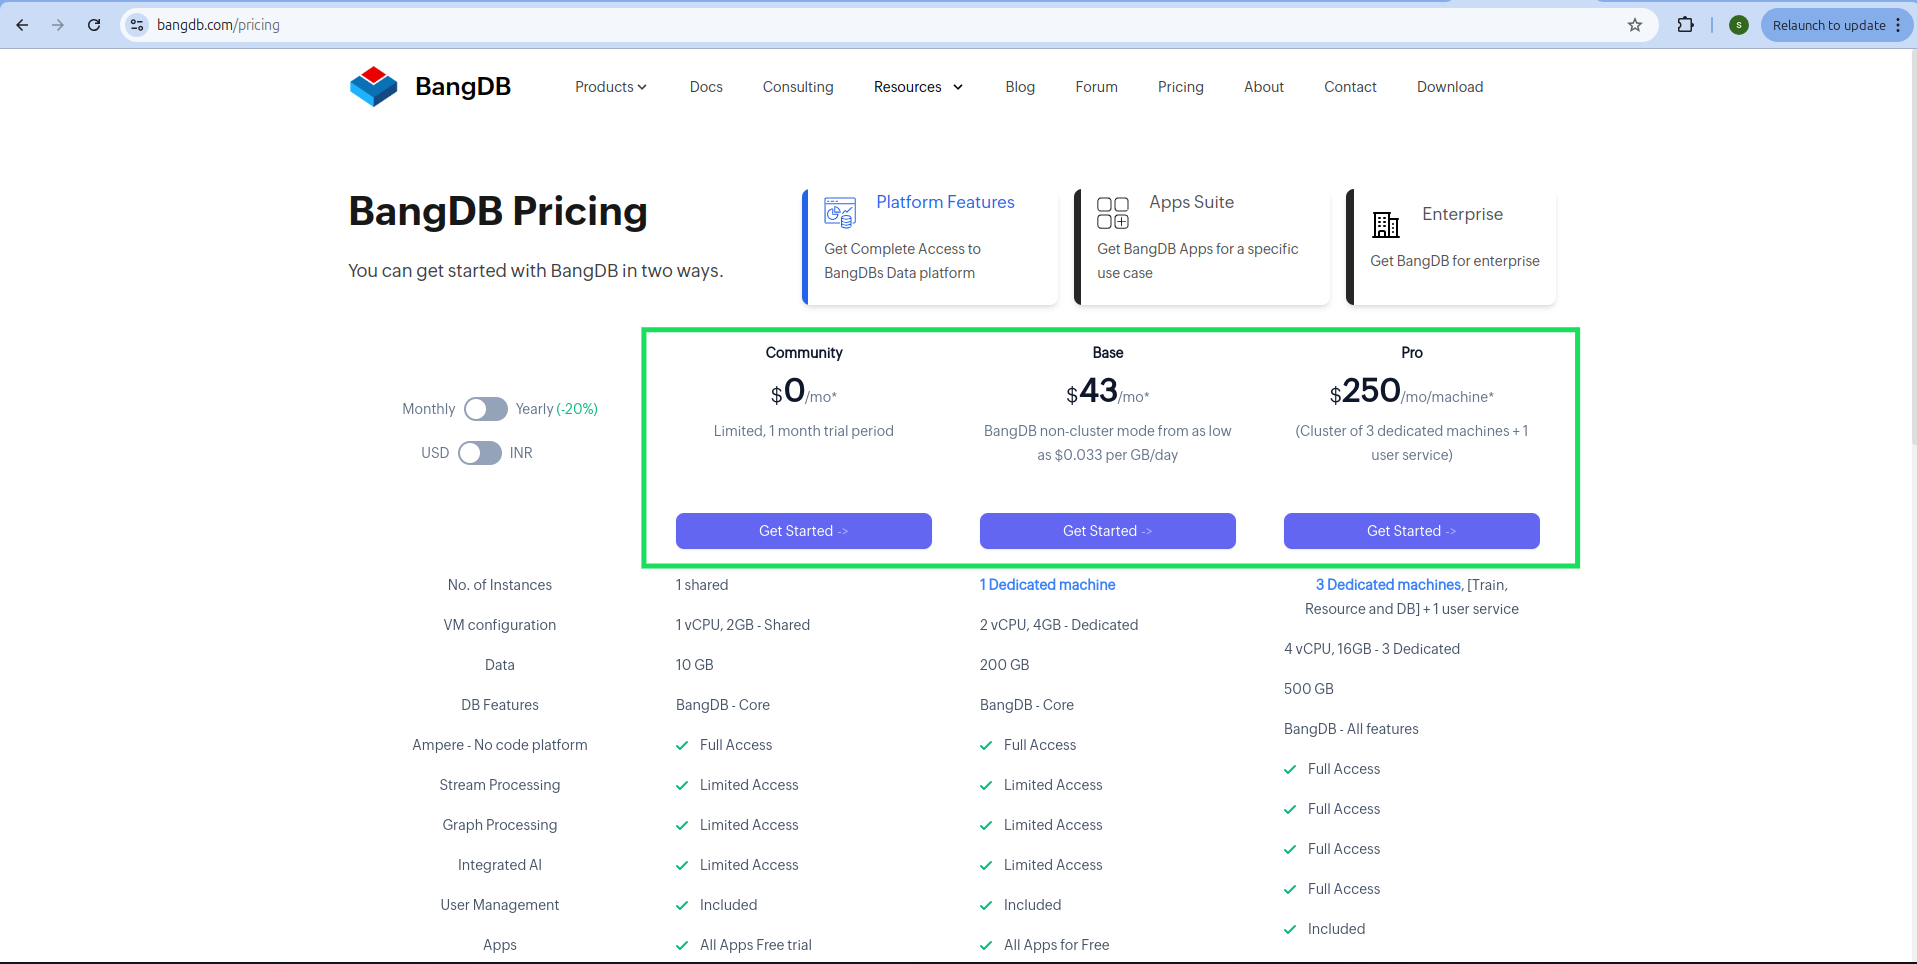 bangdb.com/pricing
S
Relaunch to update
BangDB
Products
Docs
Consulting
Resources
Blog
Forum
Pricing
About
Contact
Download
BangDB Pricing
You can get started with BangDB in two ways.
Platform Features
Get Complete Access to
BangDBs Data platform
Apps Suite
Get BangDB Apps for a specific
use case
Enterprise
Get BangDB for enterprise
Monthly
Yearly (-20%)
USD
INR
Community
$0/mo*
Limited, 1 month trial period
Get Started ->
Base
$43/mo*
BangDB non-cluster mode from as low
as $0.033 per GB/day
Get Started ->
Pro
$250/mo/machine*
(Cluster of 3 dedicated machines + 1
user service)
Get Started ->
No. of Instances
1 shared
1 Dedicated machine
3 Dedicated machines, [Train,
Resource and DB] + 1 user service
VM configuration
1 vCPU, 2GB - Shared
2 vCPU, 4GB - Dedicated
4 vCPU, 16GB - 3 Dedicated
Data
10 GB
200 GB
500 GB
DB Features
BangDB - Core
BangDB - Core
BangDB - All features
Ampere - No code platform
Full Access
Full Access
Full Access
Stream Processing
Limited Access
Limited Access
Full Access
Graph Processing
Limited Access
Limited Access
Full Access
Integrated AI
Limited Access
Limited Access
Full Access
User Management
Included
Included
Included
Apps
All Apps Free trial
All Apps for Free